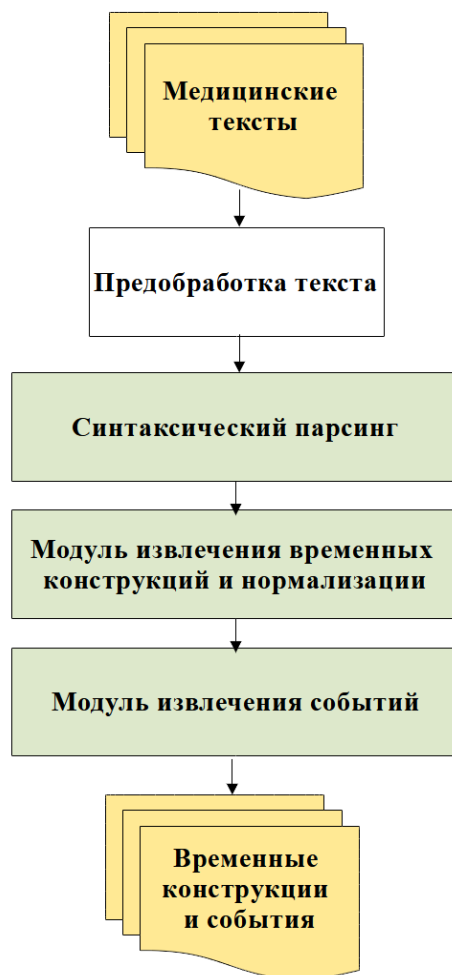 Медицинские
тексты
Предобработка текста
Синтаксический парсинг
Модуль извлечения временных
конструкций и нормализации
Модуль извлечения событий
Временные
конструкции
и события